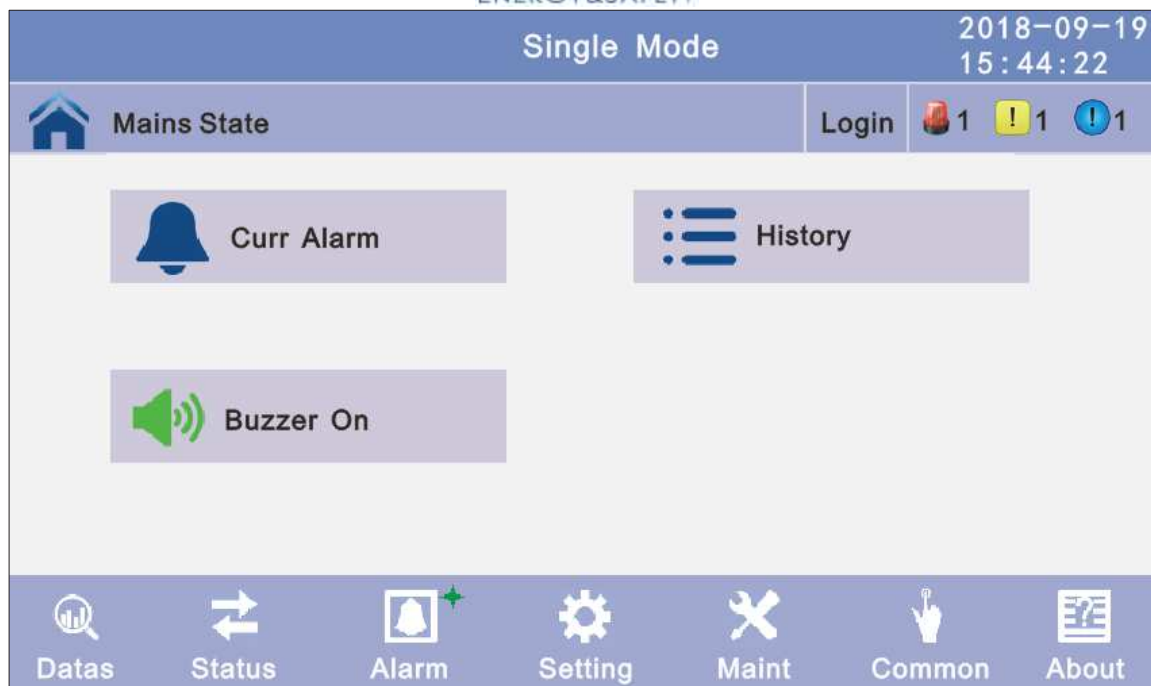 Single Mode
2018-09-19
15:44:22
Mains State
Login
1
1
1
Curr Alarm
History
Buzzer On
Datas
Status
Alarm
Setting
Maint
Common
About